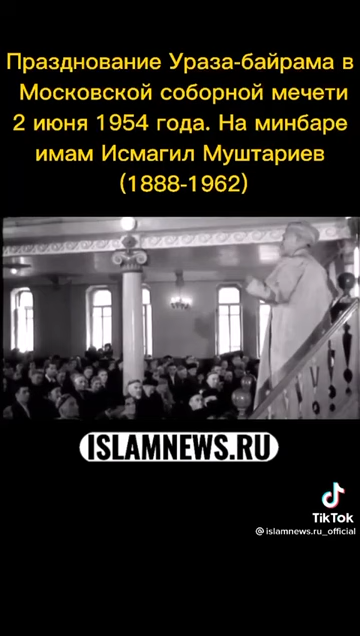 Празднование Ураза-байрама в
Московской соборной мечети
2 июня 1954 года. На минбаре
имам Исмагил Муштариев
(1888-1962)
ISLAMNEWS.RU
TikTok
@islamnews.ru_official